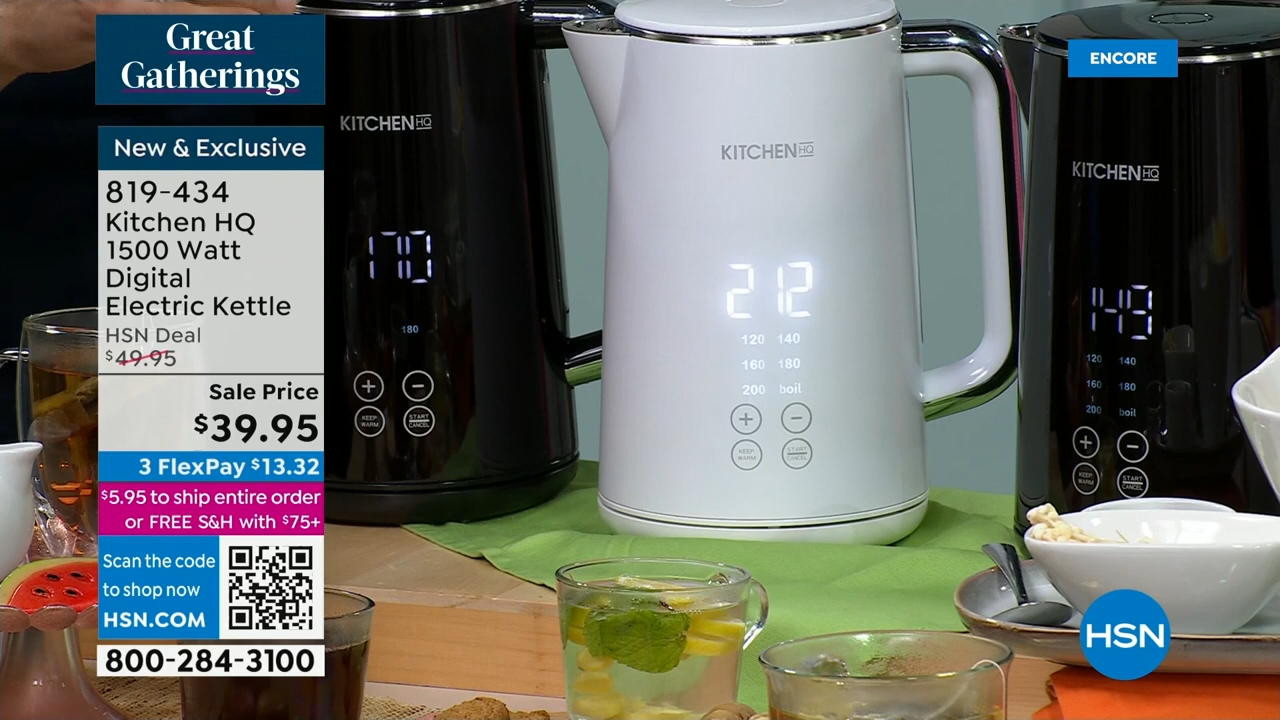 Great
Gatherings
New & Exclusive
819-434
Kitchen HQ
1500 Watt
Digital
Electric Kettle
HSN Deal
$49.95
Sale Price
$39.95
3 FlexPay $13.32
$5.95 to ship entire order
or FREE S&H with $75+
Scan the code
to shop now
HSN.COM
800-284-3100
ENCORE
KITCHEN HQ
170
180
+ −
KEEP WARM
START CANCEL
KITCHEN HQ
212
120 140
160 180
200 boil
+ −
KEEP WARM
START CANCEL
KITCHEN HQ
149
120 140
160 180
200 boil
+ −
KEEP WARM
START CANCEL
HSN